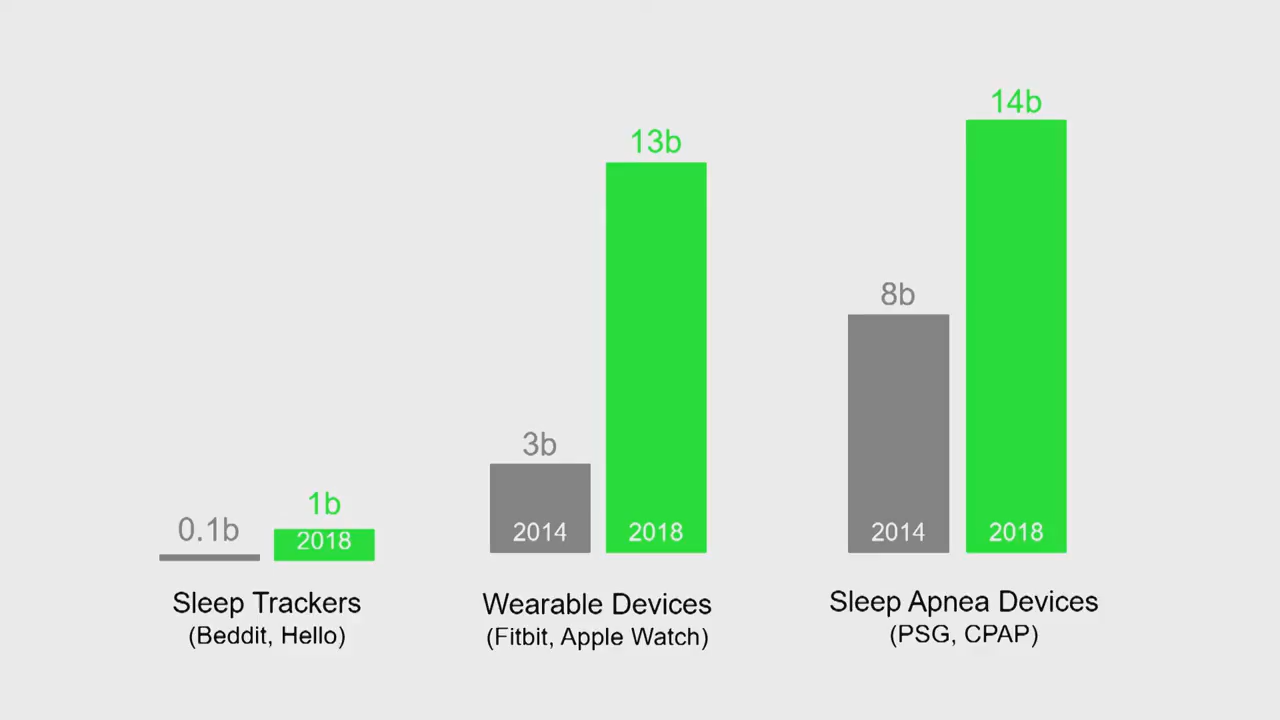 14b
13b
8b
3b
1b
0.1b
2018
2014
2018
2014
2018
Sleep Trackers
(Beddit, Hello)
Wearable Devices
(Fitbit, Apple Watch)
Sleep Apnea Devices
(PSG, CPAP)